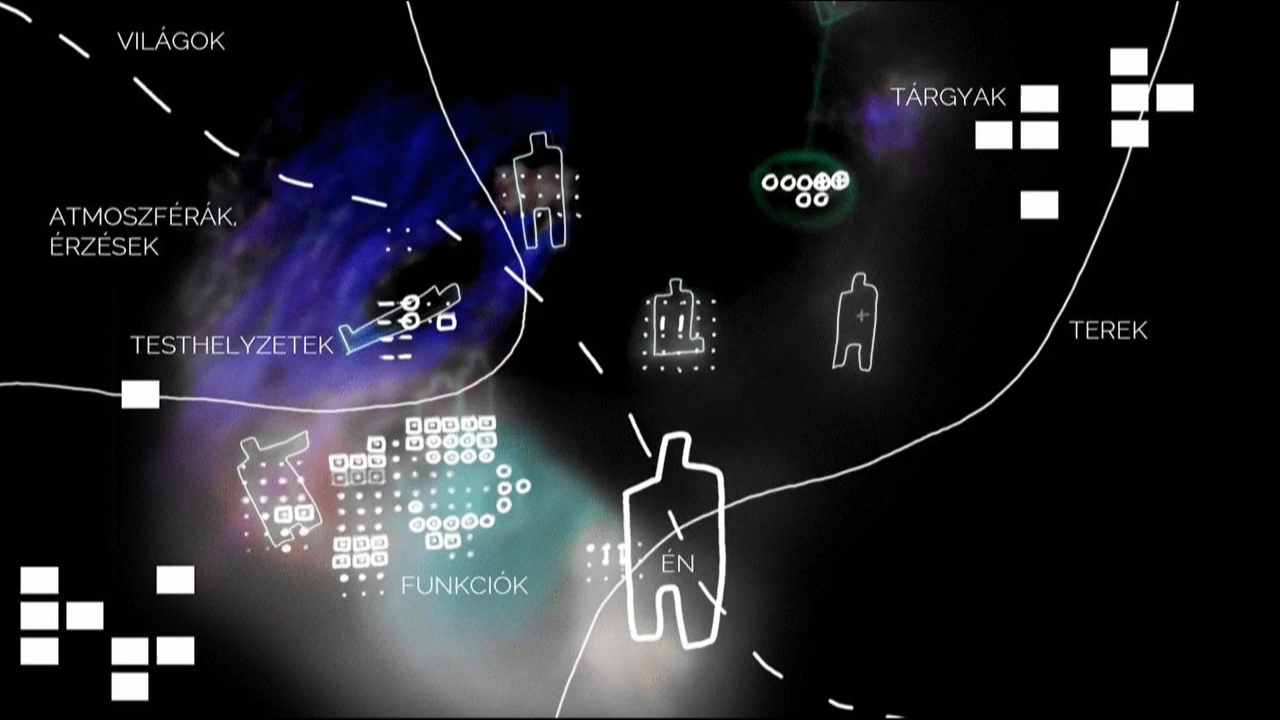 VILÁGOK
TÁRGYAK
ATMOSZFÉRÁK,
ÉRZÉSEK
TESTHELYZETEK
TEREK
ÉN
FUNKCIÓK